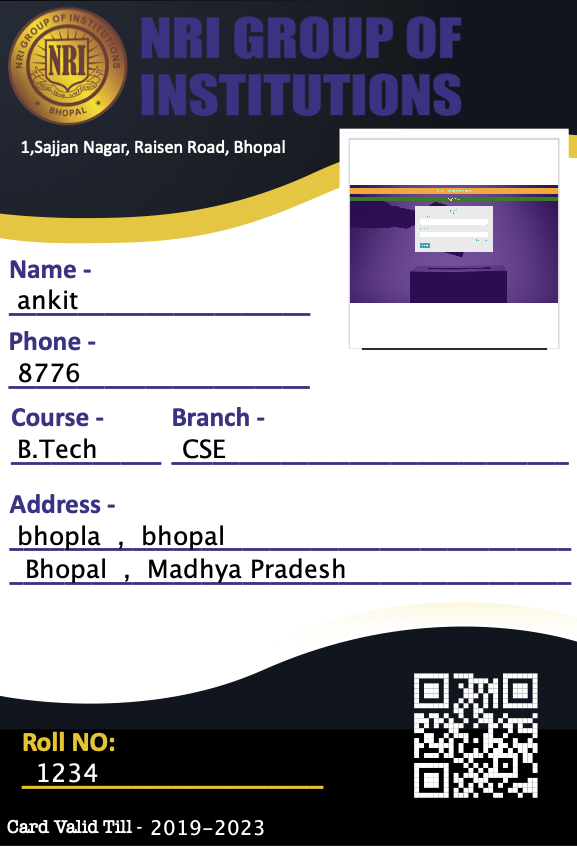 NRI GROUP OF INSTITUTIONS
NRI
BHOPAL
NRI GROUP OF
INSTITUTIONS
1,Sajjan Nagar, Raisen Road, Bhopal
Name -
ankit
Phone -
8776
Course - Branch -
B.Tech CSE
Address -
bhopla , bhopal
Bhopal , Madhya Pradesh
Roll NO:
1234
Card Valid Till - 2019-2023